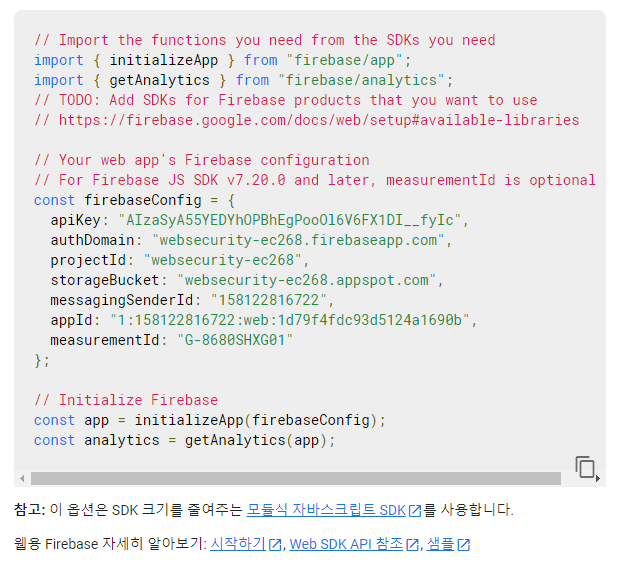 // Import the functions you need from the SDKs you need
import { initializeApp } from "firebase/app";
import { getAnalytics } from "firebase/analytics";
// TODO: Add SDKs for Firebase products that you want to use
// https://firebase.google.com/docs/web/setup#available-libraries
// Your web app's Firebase configuration
// For Firebase JS SDK v7.20.0 and later, measurementId is optional
const firebaseConfig = {
apiKey: "AIzaSyA55YEDYhOPBhEgPooOl6V6FX1DI__fyIc",
authDomain: "websecurity-ec268.firebaseapp.com",
projectId: "websecurity-ec268",
storageBucket: "websecurity-ec268.appspot.com",
messagingSenderId: "158122816722",
appId: "1:158122816722:web:1d79f4fdc93d5124a1690b",
measurementId: "G-8680SHXG01"
};
// Initialize Firebase
const app = initializeApp(firebaseConfig);
const analytics = getAnalytics(app);
참고: 이 옵션은 SDK 크기를 줄여주는 모듈식 자바스크립트 SDK를 사용합니다.
웹용 Firebase 자세히 알아보기: 시작하기, Web SDK API 참조, 샘플